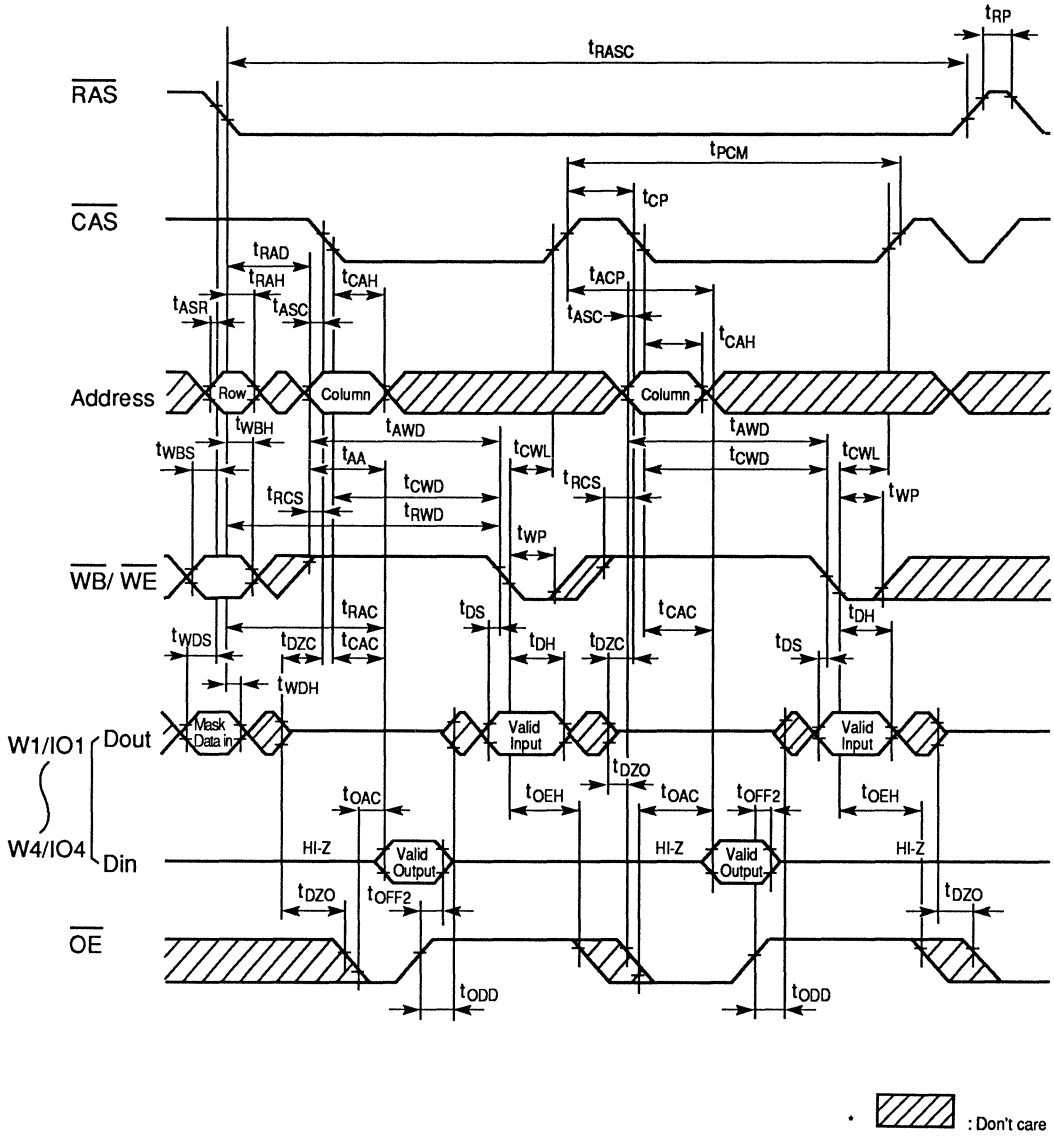 tRP
tRASC
RAS
tPCM
tCP
CAS
tRAD
tRAH
tCAH
tACP
tASR
tASC
tASC
tCAH
Address
Row
Column
Column
tWBH
tAWD
tAWD
tWBS
tAA
tCWL
tCWD
tCWL
tRCS
tCWD
tRCS
tWP
tRWD
tWP
WB/ WE
tRAC
tDS
tCAC
tDH
tWDS
tDZC
tCAC
tDH
tDZC
tDS
tWDH
W1/IO1
Dout
Mask Data in
Valid Input
Valid Input
tDZO
tOAC
tOEH
tOAC
tOFF2
tOEH
W4/IO4
Din
HI-Z
Valid Output
HI-Z
Valid Output
HI-Z
tDZO
tOFF2
tDZO
OE
tODD
tODD
* : Don't care